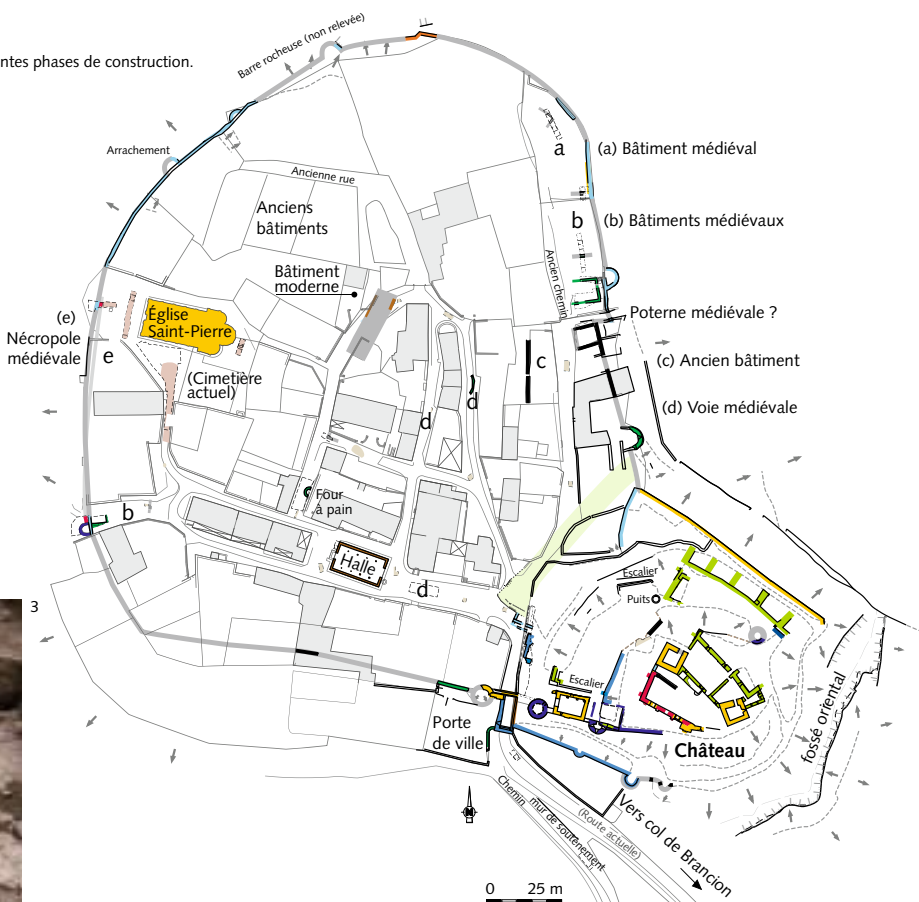 ntes phases de construction.
Barre rocheuse (non relevée)
Arrachement
a
(a) Bâtiment médiéval
Ancienne rue
Anciens
bâtiments
b
(b) Bâtiments médiévaux
Ancien chemin
Bâtiment
moderne
Poterne médiévale ?
(e)
Nécropole
médiévale
e
Église
Saint-Pierre
(Cimetière
actuel)
c
(c) Ancien bâtiment
d
d
(d) Voie médiévale
Four
à pain
b
Halle
d
Escalier
Puits
3
Escalier
Porte
de ville
Château
fossé oriental
Chemin
mur de soutènement
(Route actuelle)
Vers col de Brancion
0 25 m